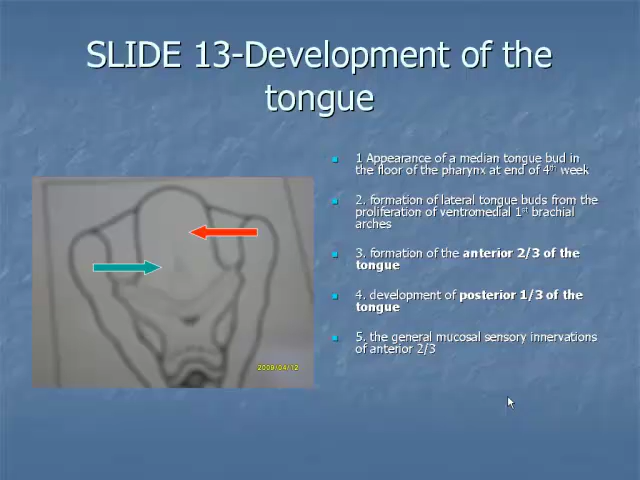 SLIDE 13-Development of the
tongue
1 Appearance of a median tongue bud in
the floor of the pharynx at end of 4th week
2. formation of lateral tongue buds from the
proliferation of ventromedial 1st brachial
arches
3. formation of the anterior 2/3 of the
tongue
4. development of posterior 1/3 of the
tongue
5. the general mucosal sensory innervations
of anterior 2/3
2009/04/12